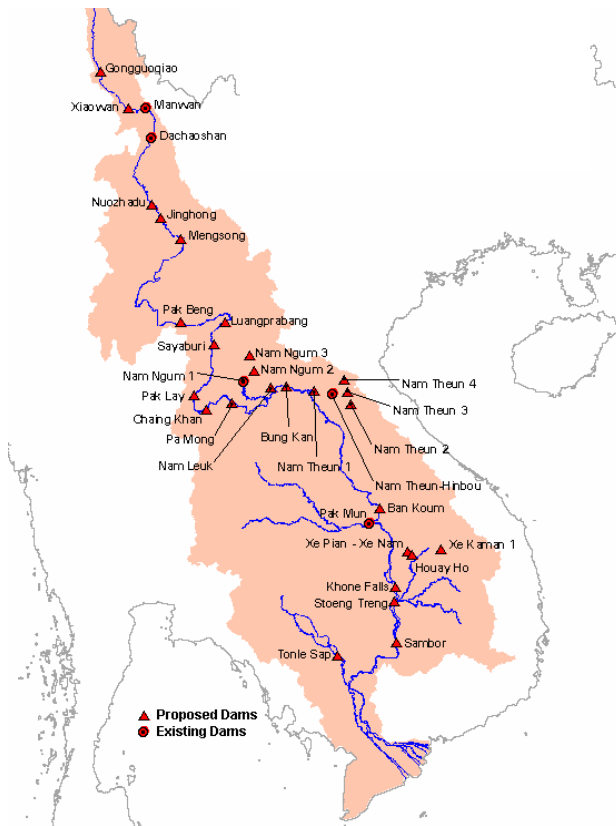 Gongguoqiao
Xiaowan
Manwan
Dachaoshan
Nuozhadu
Jinghong
Mengsong
Pak Beng
Luangprabang
Sayaburi
Nam Ngum 3
Nam Ngum 2
Nam Ngum 1
Nam Theun 4
Pak Lay
Nam Theun 3
Chaing Khan
Pa Mong
Bung Kan
Nam Theun 2
Nam Leuk
Nam Theun 1
Nam Theun-Hinbou
Pak Mun
Ban Koum
Xe Pian - Xe Nam
Xe Kaman 1
Houay Ho
Khone Falls
Stoeng Treng
Sambor
Tonle Sap
Proposed Dams
Existing Dams